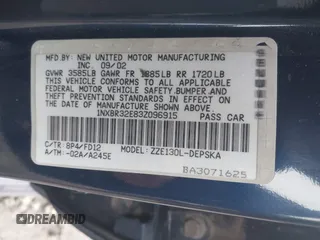 MFD. BY: NEW UNITED MOTOR MANUFACTURING
INC. 09/02
GVWR 3585LB GAWR FR 1885LB RR 1720LB
THIS VEHICLE CONFORMS TO ALL APPLICABLE
FEDERAL MOTOR VEHICLE SAFETY,BUMPER AND
THEFT PREVENTION STANDARDS IN EFFECT ON
THE DATE OF MANUFACTURE SHOWN ABOVE.
1NXBR32E83Z096915 PASS CAR
C/TR: 8P4/FD12 MODEL: ZZE130L-DEPSKA
A/TM: -02A/A245E
BA3071625